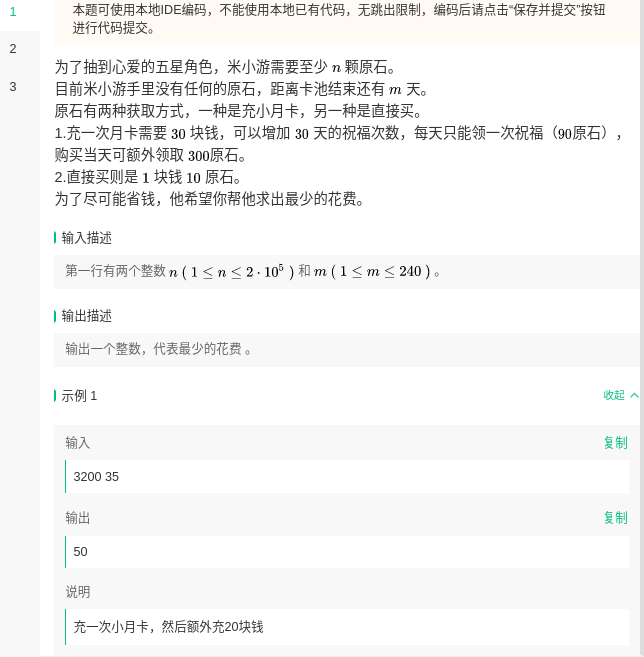 1
本题可使用本地IDE编码，不能使用本地已有代码，无跳出限制，编码后请点击“保存并提交”按钮
进行代码提交。
2
为了抽到心爱的五星角色，米小游需要至少 n 颗原石。
3
目前米小游手里没有任何的原石，距离卡池结束还有 m 天。
原石有两种获取方式，一种是充小月卡，另一种是直接买。
1.充一次月卡需要 30 块钱，可以增加 30 天的祝福次数，每天只能领一次祝福（90原石），
购买当天可额外领取 300原石。
2.直接买则是 1 块钱 10 原石。
为了尽可能省钱，他希望你帮他求出最少的花费。
输入描述
第一行有两个整数 n ( 1 ≤ n ≤ 2 · 10⁵ ) 和 m ( 1 ≤ m ≤ 240 ) 。
输出描述
输出一个整数，代表最少的花费 。
示例 1 收起
输入 复制
3200 35
输出 复制
50
说明
充一次小月卡，然后额外充20块钱